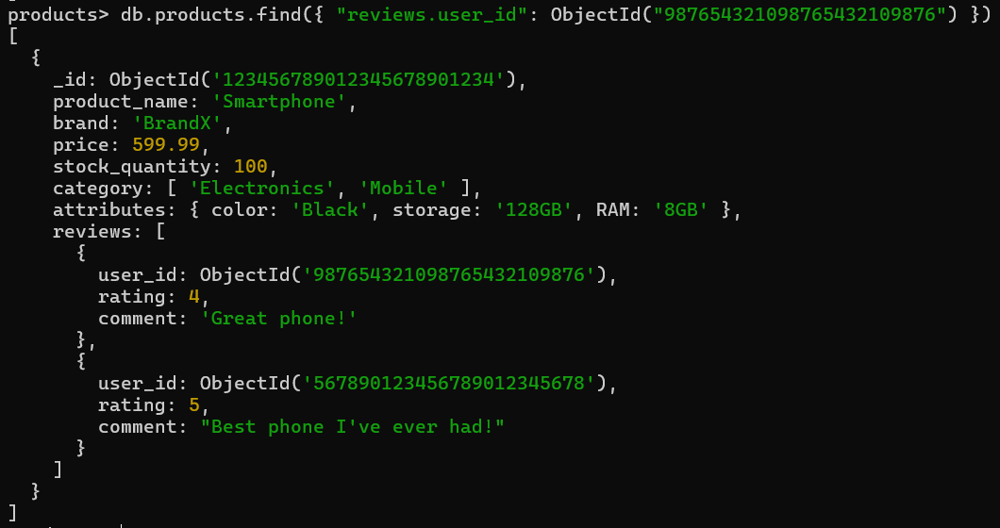 products> db.products.find({ "reviews.user_id": ObjectId("987654321098765432109876") })
[
  {
    _id: ObjectId('123456789012345678901234'),
    product_name: 'Smartphone',
    brand: 'BrandX',
    price: 599.99,
    stock_quantity: 100,
    category: [ 'Electronics', 'Mobile' ],
    attributes: { color: 'Black', storage: '128GB', RAM: '8GB' },
    reviews: [
      {
        user_id: ObjectId('987654321098765432109876'),
        rating: 4,
        comment: 'Great phone!'
      },
      {
        user_id: ObjectId('567890123456789012345678'),
        rating: 5,
        comment: "Best phone I've ever had!"
      }
    ]
  }
]